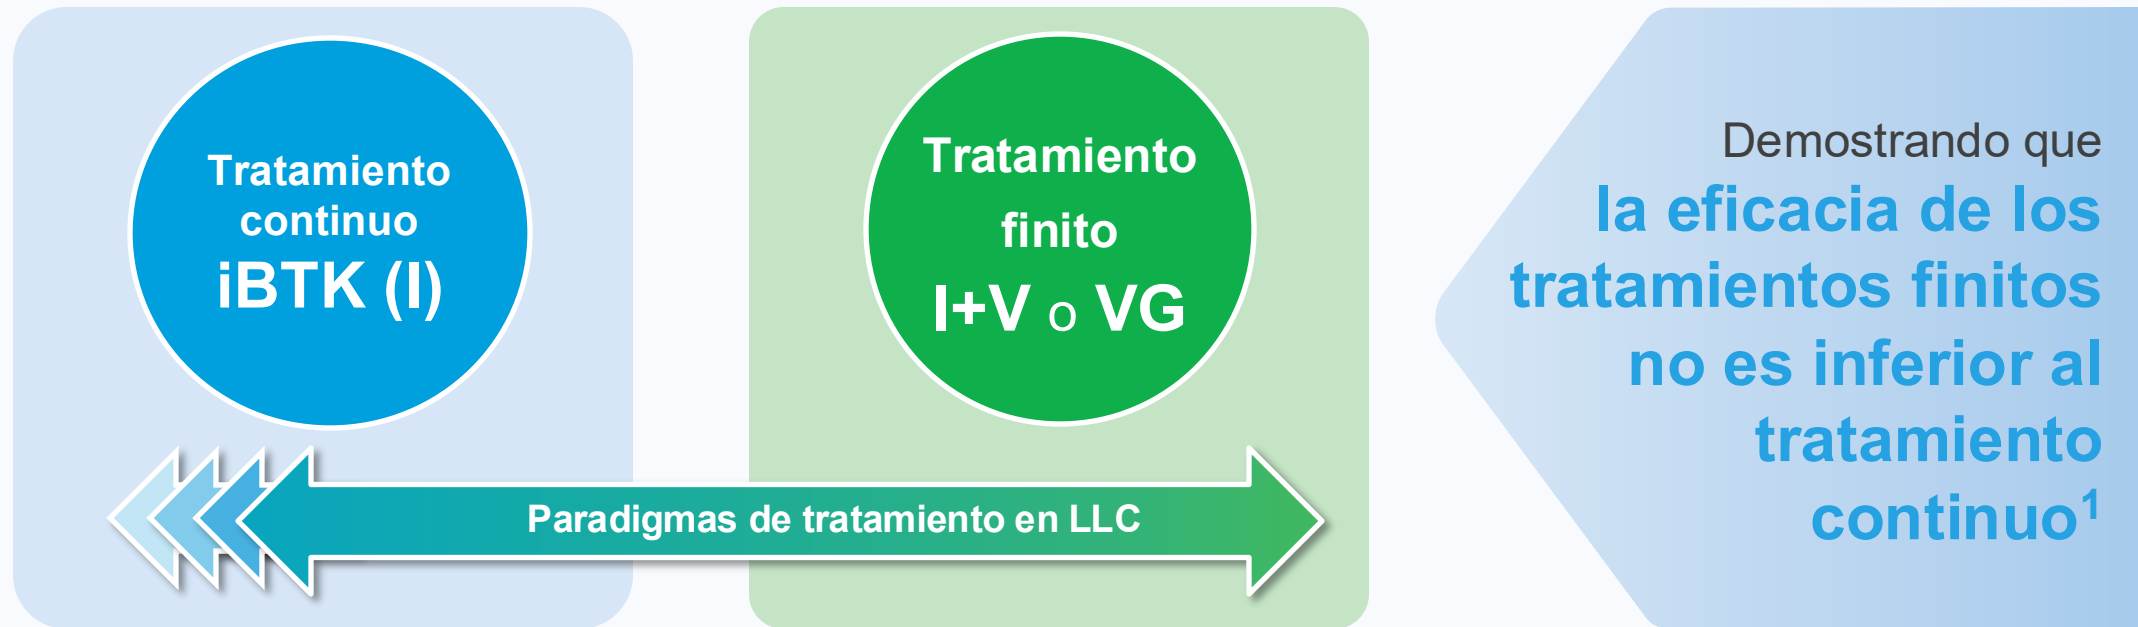 Tratamiento
continuo
iBTK (I)
Tratamiento
finito
I+V o VG
Paradigmas de tratamiento en LLC
Demostrando que
la eficacia de los
tratamientos finitos
no es inferior al
tratamiento
continuo¹